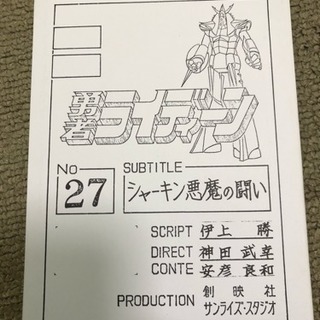 勇者ライディーン
No
27
SUBTITLE
シャーキン悪魔の闘い
SCRIPT 伊上 勝
DIRECT 神田 武幸
CONTE 安彦 良和
PRODUCTION 創映社
サンライズ・スタジオ